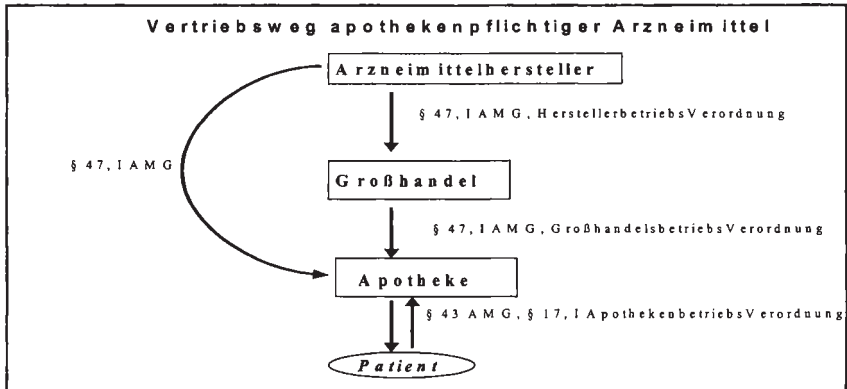 Vertriebsweg apothekenpflichtiger Arzneimittel
Arzneimittelhersteller
§ 47, I AMG, HerstellerbetriebsVerordnung
§ 47, I AMG
Großhandel
§ 47, I AMG, GroßhandelsbetriebsVerordnung
Apotheke
§ 43 AMG, § 17, I ApothekenbetriebsVerordnung
Patient